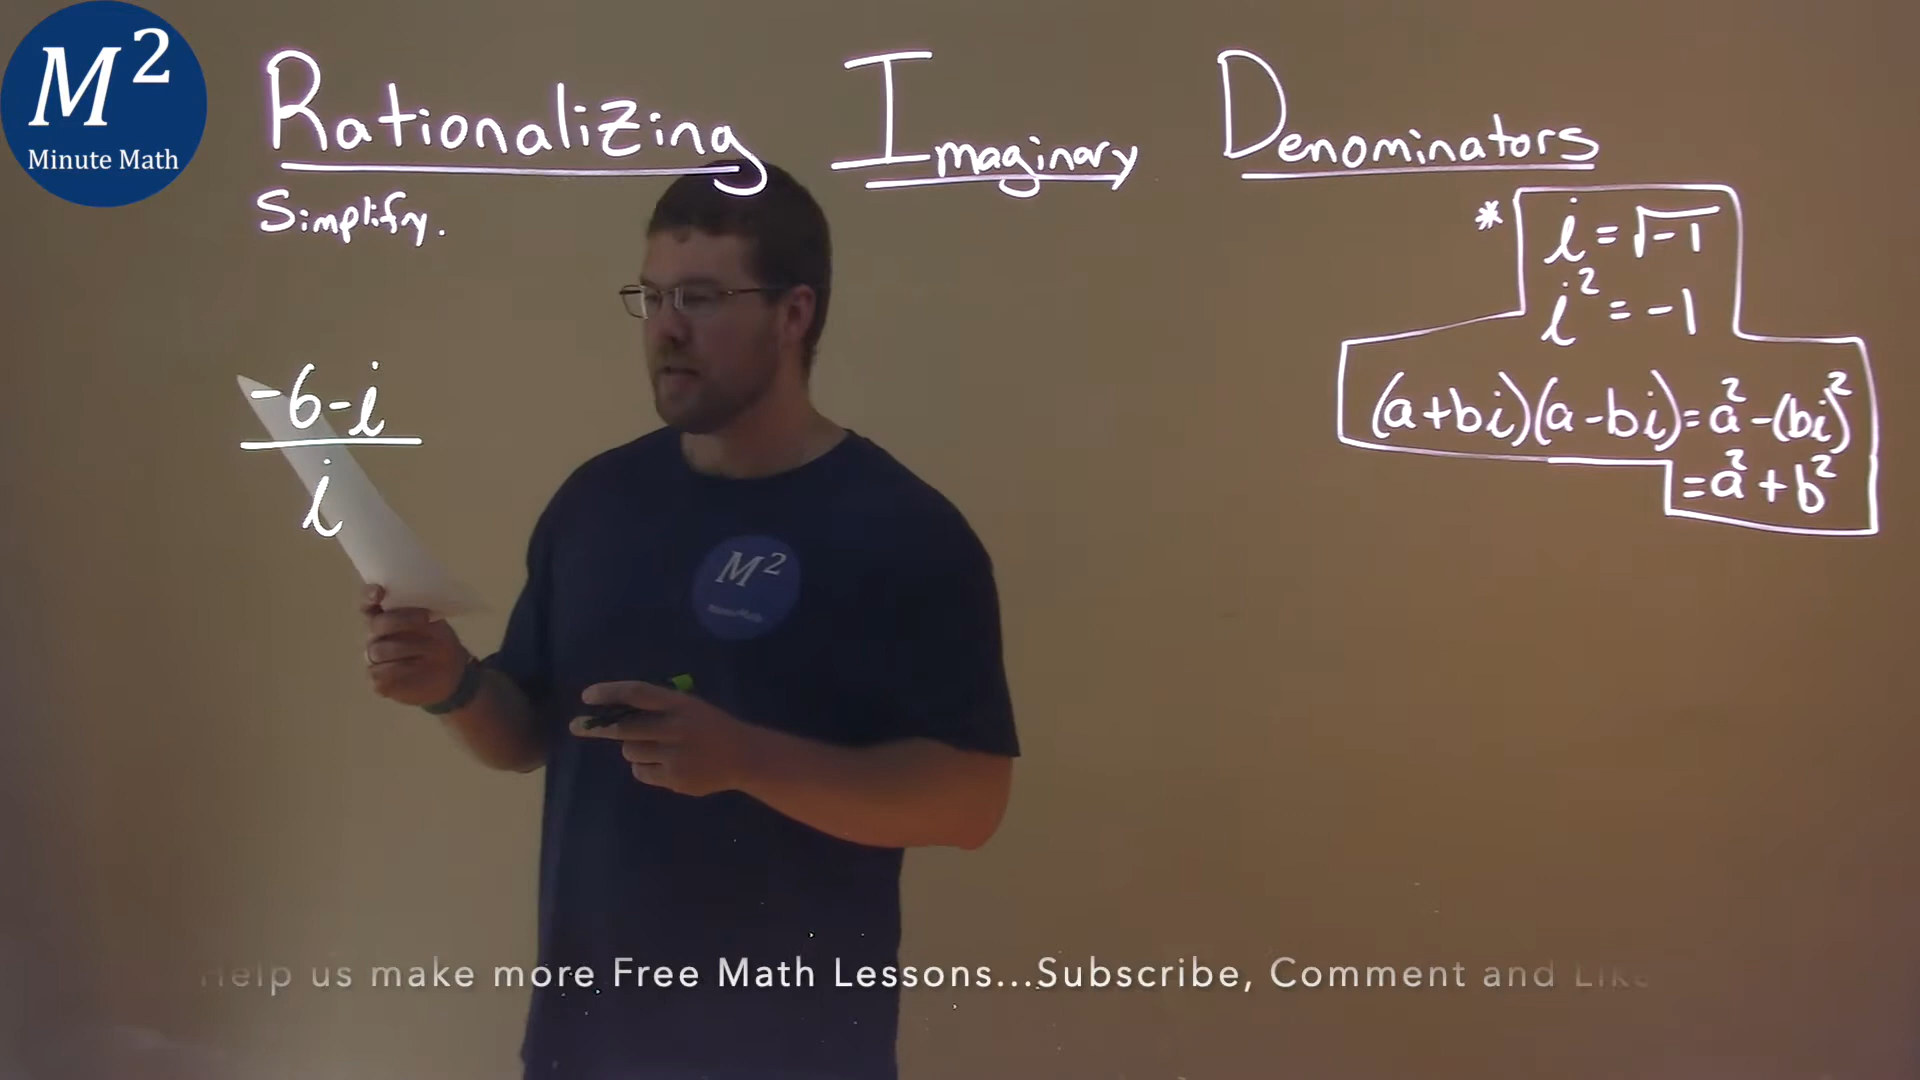 M²
Minute Math
Rationalizing Imaginary Denominators
Simplify.
* i = √-1
i² = -1
(a+bi)(a-bi) = a² - (bi)²
= a² + b²
-6-i
i
M²
Help us make more Free Math Lessons...Subscribe, Comment and Like